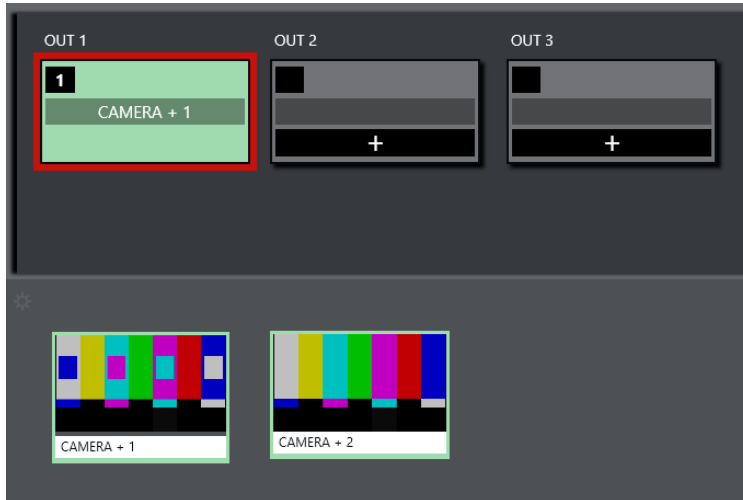 OUT 1
OUT 2
OUT 3
1
CAMERA + 1
+
+
CAMERA + 1
CAMERA + 2